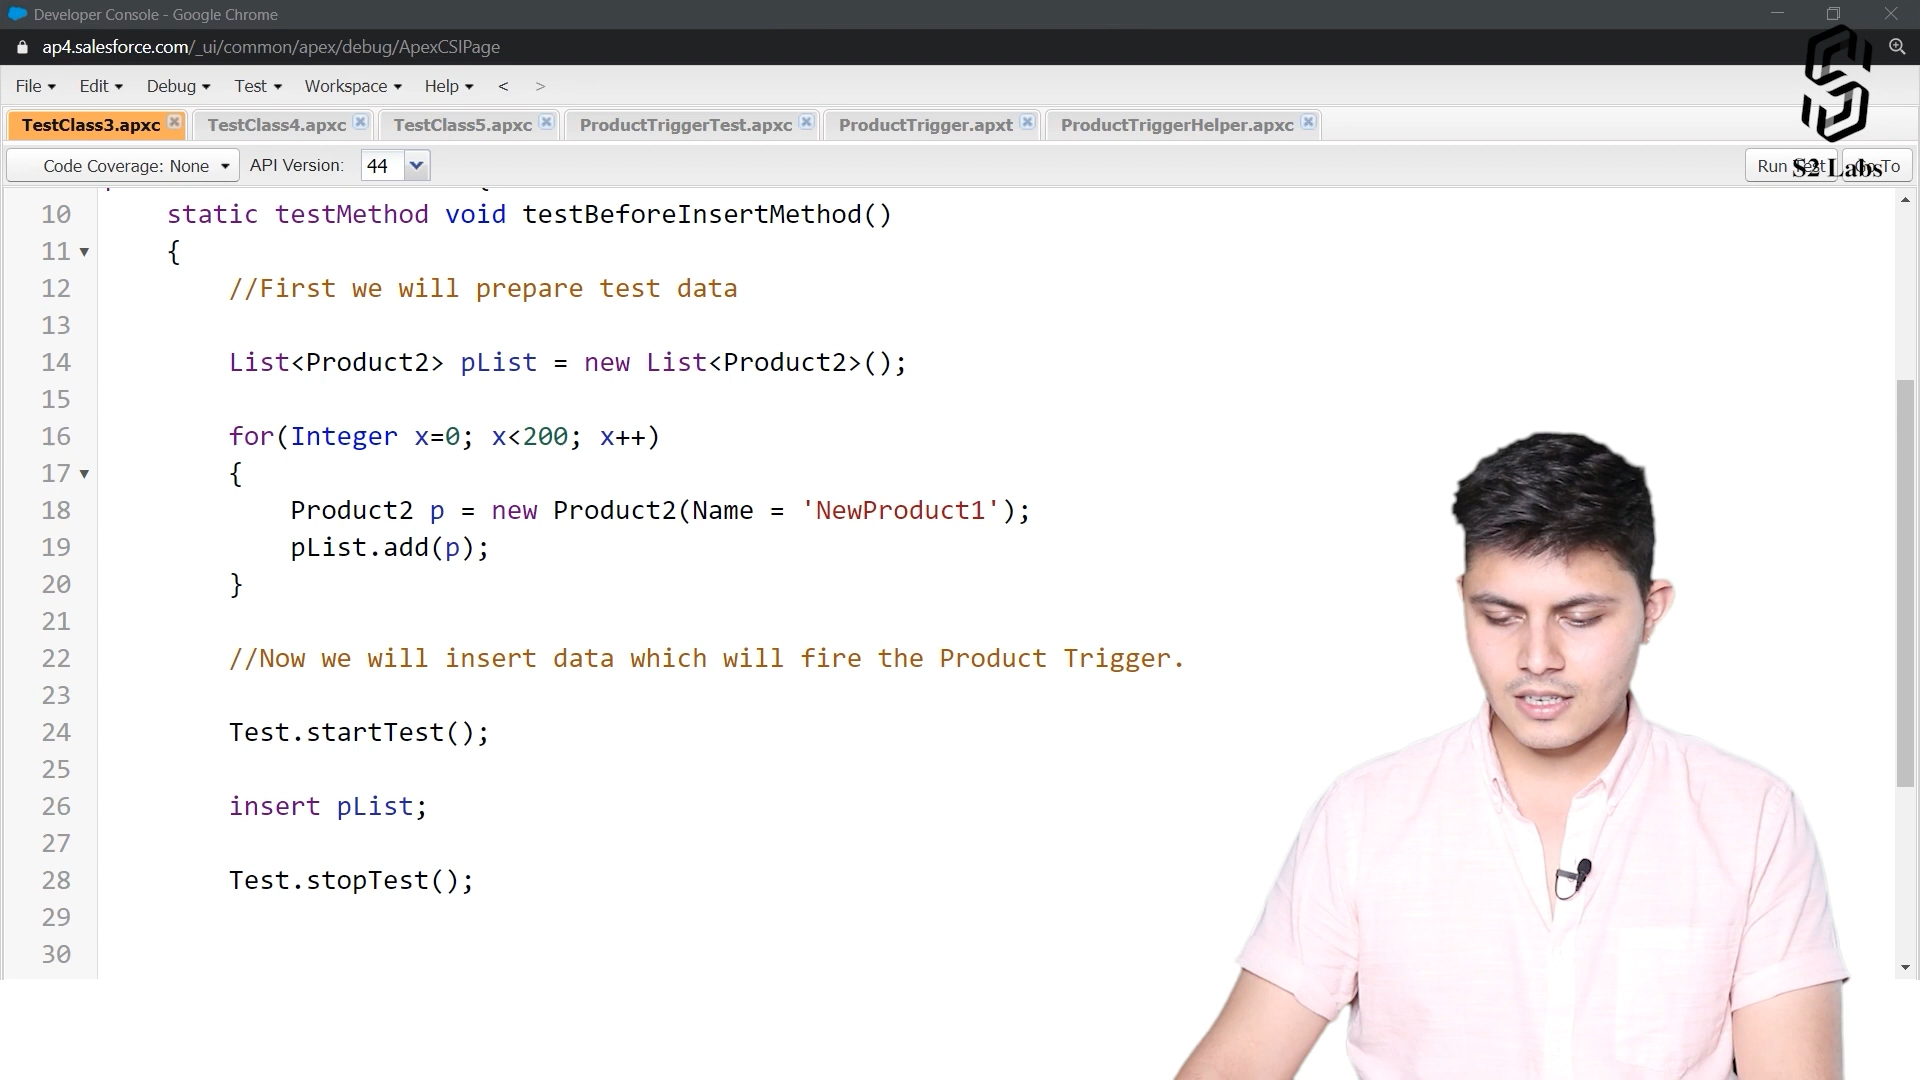 Developer Console - Google Chrome
ap4.salesforce.com/_ui/common/apex/debug/ApexCSIPage
File Edit Debug Test Workspace Help < >
TestClass3.apxc TestClass4.apxc TestClass5.apxc ProductTriggerTest.apxc ProductTrigger.apxt ProductTriggerHelper.apxc
Code Coverage: None API Version: 44 Run Test Go To
S2 Labs
10 static testMethod void testBeforeInsertMethod()
11 {
12 //First we will prepare test data
13
14 List<Product2> pList = new List<Product2>();
15
16 for(Integer x=0; x<200; x++)
17 {
18 Product2 p = new Product2(Name = 'NewProduct1');
19 pList.add(p);
20 }
21
22 //Now we will insert data which will fire the Product Trigger.
23
24 Test.startTest();
25
26 insert pList;
27
28 Test.stopTest();
29
30